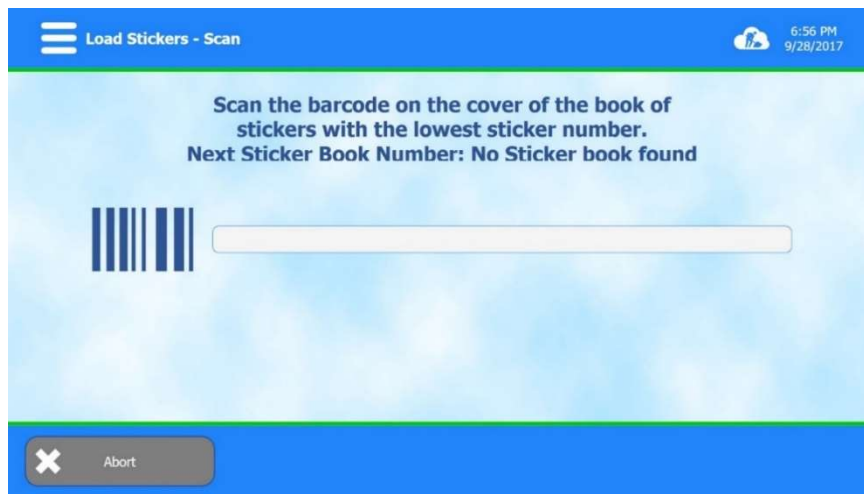 Load Stickers - Scan
6:56 PM
9/28/2017
Scan the barcode on the cover of the book of
stickers with the lowest sticker number.
Next Sticker Book Number: No Sticker book found
Abort